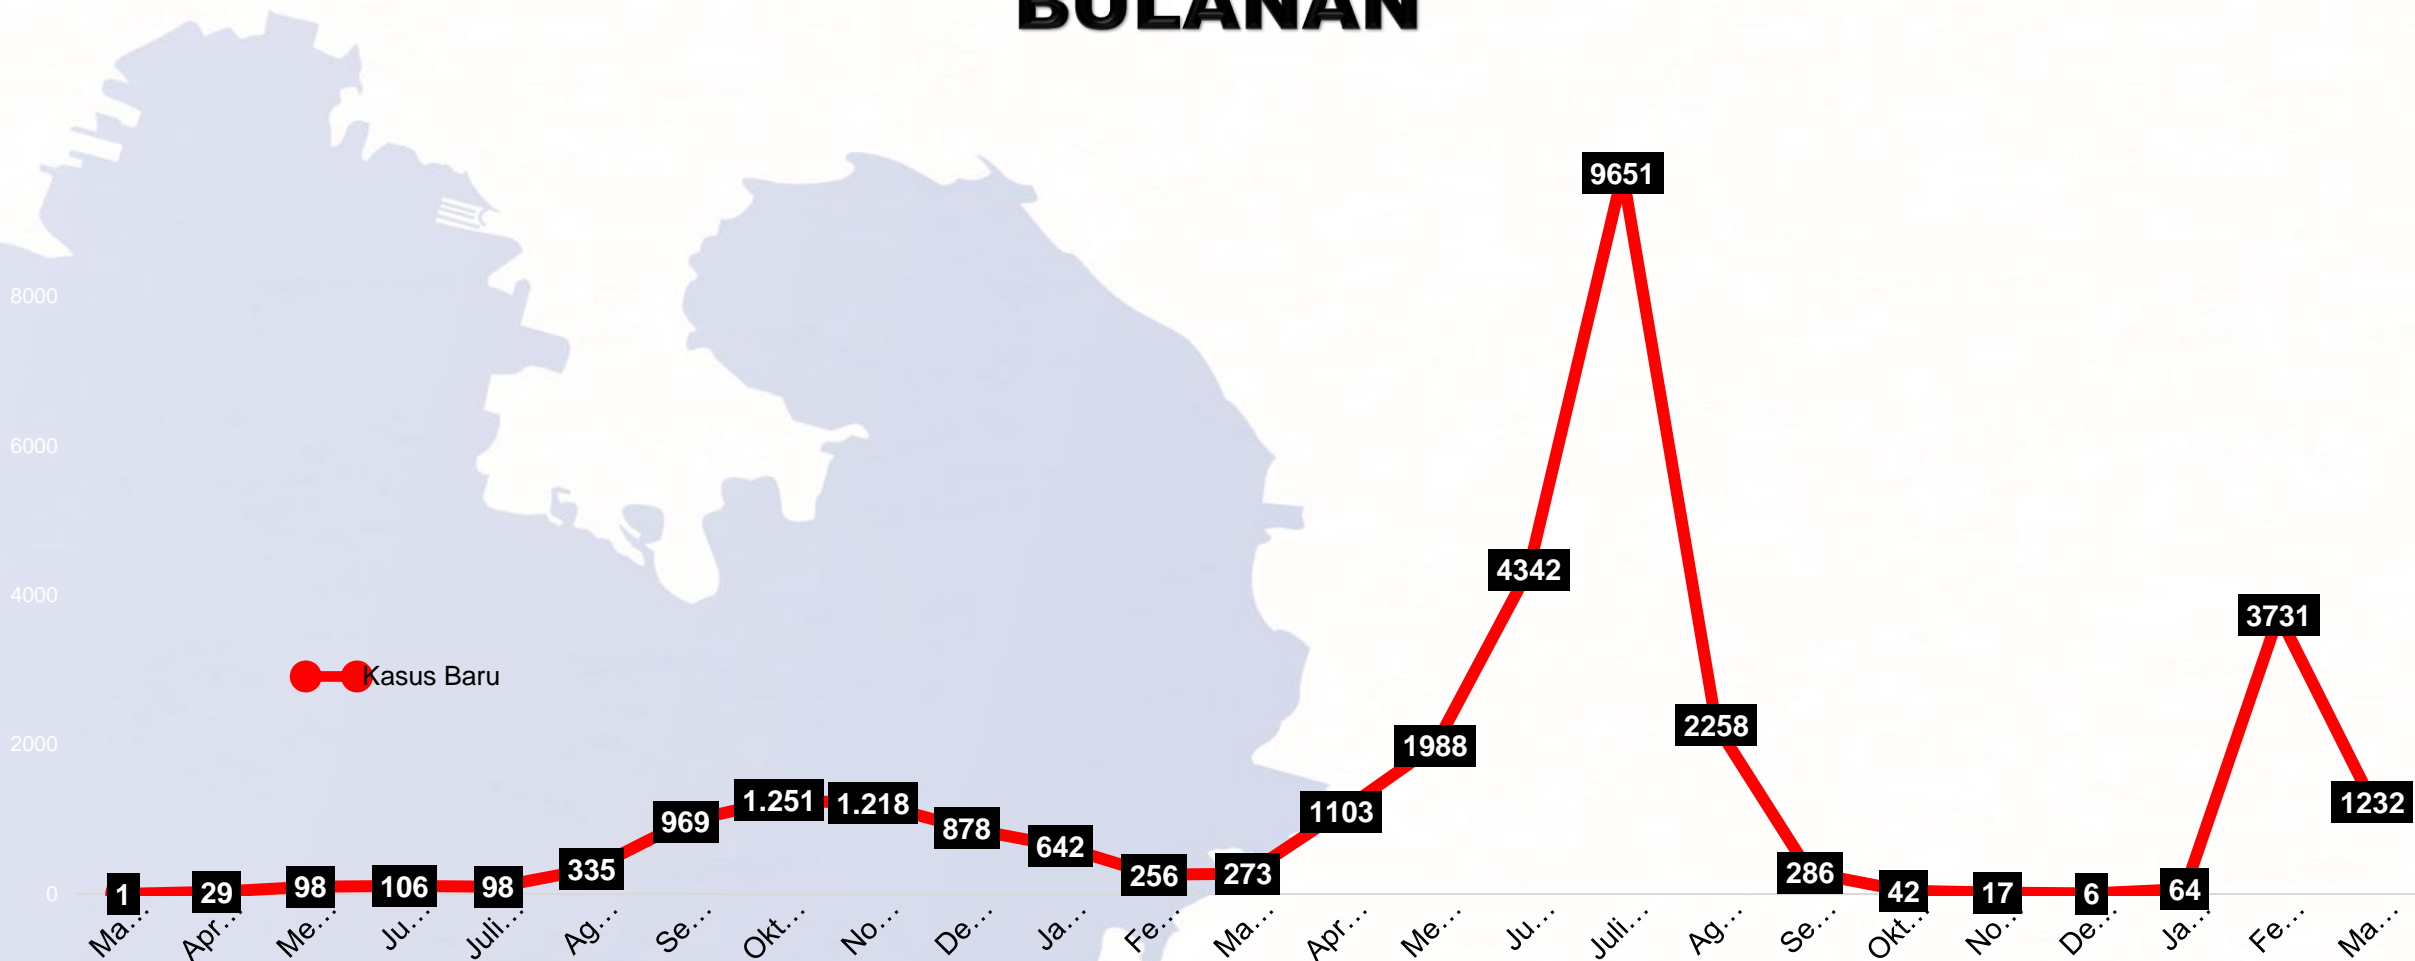 BULANAN
9651
8000
6000
4000
4342
3731
Kasus Baru
2000
2258
1988
1232
1103
1.251
1.218
969
878
642
335
256
273
286
0
1
29
98
106
98
42
17
6
64
Ma...
Apr...
Me...
Ju...
Juli...
Ag...
Se...
Okt...
No...
De...
Ja...
Fe...
Ma...
Apr...
Me...
Ju...
Juli...
Ag...
Se...
Okt...
No...
De...
Ja...
Fe...
Ma...